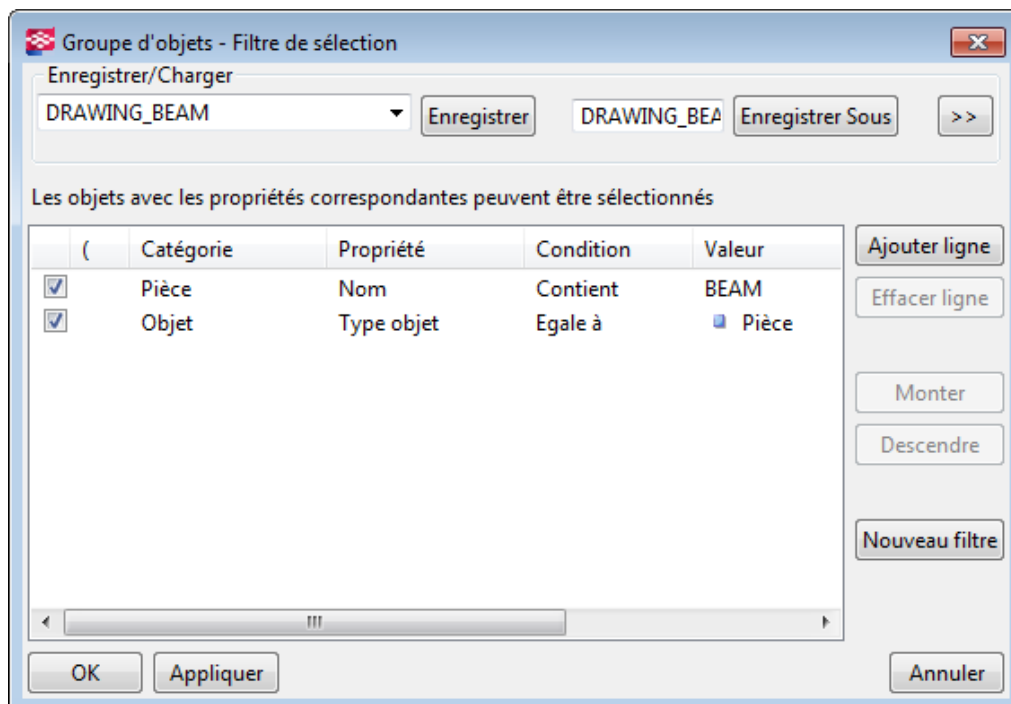 Groupe d'objets - Filtre de sélection
Enregistrer/Charger
DRAWING_BEAM Enregistrer DRAWING_BEA Enregistrer Sous >>
Les objets avec les propriétés correspondantes peuvent être sélectionnés
( Catégorie Propriété Condition Valeur
Pièce Nom Contient BEAM
Objet Type objet Egale à Pièce
Ajouter ligne
Effacer ligne
Monter
Descendre
Nouveau filtre
OK Appliquer Annuler